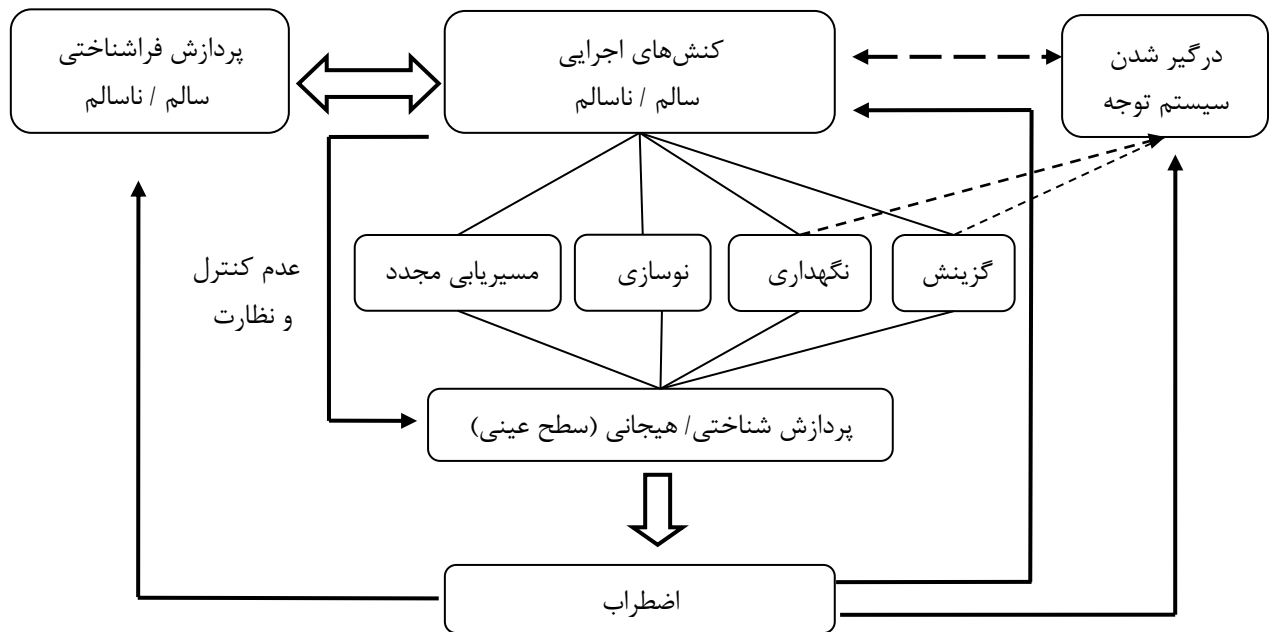 درگیر شدن
سیستم توجه
کنش‌های اجرایی
سالم / ناسالم
پردازش فراشناختی
سالم / ناسالم
گزینش
نگهداری
نوسازی
مسیریابی مجدد
عدم کنترل
و نظارت
پردازش شناختی/ هیجانی (سطح عینی)
اضطراب